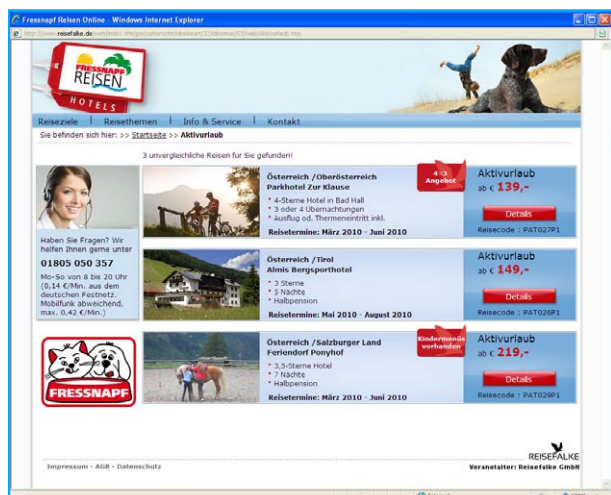 Fressnapf Reisen Online - Windows Internet Explorer
FRESSNAPF
REISEN
HOTELS
Reiseziele | Reisethemen | Info & Service | Kontakt
Sie befinden sich hier: >> Startseite >> Aktivurlaub
3 unvergleichliche Reisen für Sie gefunden!
Haben Sie Fragen? Wir
helfen Ihnen gerne unter
01805 050 357
Mo-So von 8 bis 20 Uhr
(0,14 €/Min. aus dem
deutschen Festnetz.
Mobilfunk abweichend,
max. 0,42 €/Min.)
FRESSNAPF
Österreich /Oberösterreich
Parkhotel Zur Klause
* 4-Sterne Hotel in Bad Hall
* 3 oder 4 Übernachtungen
* Ausflug od. Thermeneintritt inkl.
Reisetermine: März 2010 - Juni 2010
Angebot
Aktivurlaub
ab € 139,-
Details
Reisecode : PAT027P1
Österreich /Tirol
Almis Bergsporthotel
* 3 Sterne
* 5 Nächte
* Halbpension
Reisetermine: Mai 2010 - August 2010
Aktivurlaub
ab € 149,-
Details
Reisecode : PAT026P1
Österreich /Salzburger Land
Feriendorf Ponyhof
* 3,5-Sterne Hotel
* 7 Nächte
* Halbpension
Reisetermine: März 2010 - Juni 2010
Kindermenüs
vorhanden
Aktivurlaub
ab € 219,-
Details
Reisecode : PAT029P1
REISEFALKE
Impressum - AGB - Datenschutz
Veranstalter: Reisefalke GmbH